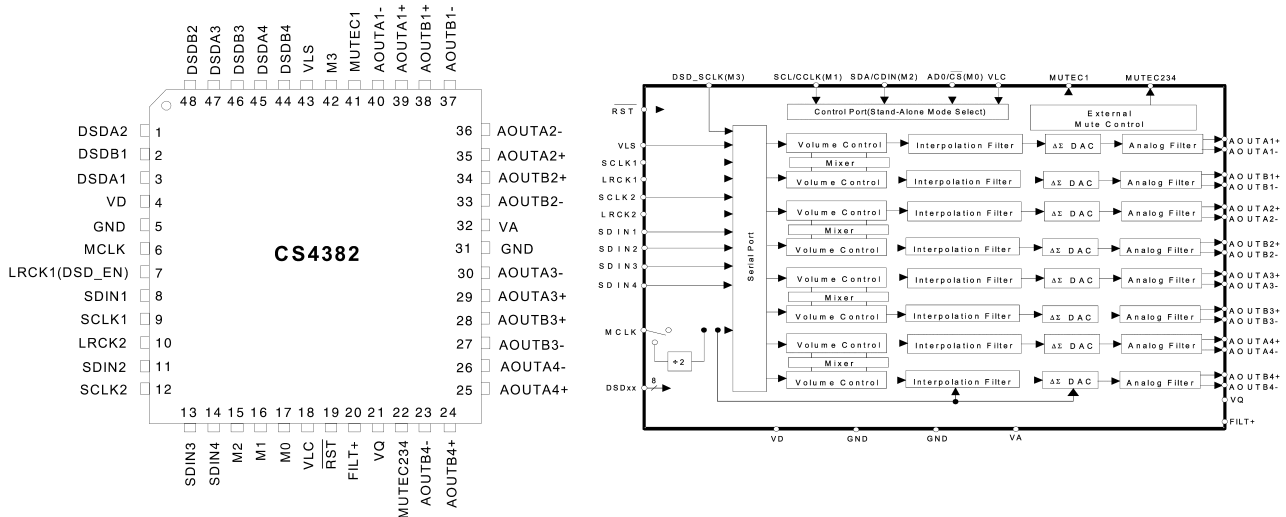 DSDB2
DSDA3
DSDB3
DSDA4
DSDB4
VLS
M3
MUTEC1
AOUTA1-
AOUTA1+
AOUTB1+
AOUTB1-
48 47 46 45 44 43 42 41 40 39 38 37
DSDA2 1
DSDB1 2
DSDA1 3
VD 4
GND 5
MCLK 6
LRCK1(DSD_EN) 7
SDIN1 8
SCLK1 9
LRCK2 10
SDIN2 11
SCLK2 12
CS4382
36 AOUTA2-
35 AOUTA2+
34 AOUTB2+
33 AOUTB2-
32 VA
31 GND
30 AOUTA3-
29 AOUTA3+
28 AOUTB3+
27 AOUTB3-
26 AOUTA4-
25 AOUTA4+
13 14 15 16 17 18 19 20 21 22 23 24
SDIN3
SDIN4
M2
M1
M0
VLC
RST
FILT+
VQ
MUTEC234
AOUTB4-
AOUTB4+
DSD_SCLK(M3) SCL/CCLK(M1) SDA/CDIN(M2) AD0/CS(M0) VLC MUTEC1 MUTEC234
RST
VLS
SCLK1
LRCK1
SCLK2
LRCK2
SDIN1
SDIN2
SDIN3
SDIN4
MCLK
÷2
DSDxx
8
Serial Port
Control Port(Stand-Alone Mode Select)
External
Mute Control
Volume Control Interpolation Filter ΔΣ DAC Analog Filter
Mixer
Volume Control Interpolation Filter ΔΣ DAC Analog Filter
Volume Control Interpolation Filter ΔΣ DAC Analog Filter
Mixer
Volume Control Interpolation Filter ΔΣ DAC Analog Filter
Volume Control Interpolation Filter ΔΣ DAC Analog Filter
Mixer
Volume Control Interpolation Filter ΔΣ DAC Analog Filter
Volume Control Interpolation Filter ΔΣ DAC Analog Filter
Mixer
Volume Control Interpolation Filter ΔΣ DAC Analog Filter
AOUTA1+
AOUTA1-
AOUTB1+
AOUTB1-
AOUTA2+
AOUTA2-
AOUTB2+
AOUTB2-
AOUTA3+
AOUTA3-
AOUTB3+
AOUTB3-
AOUTA4+
AOUTA4-
AOUTB4+
AOUTB4-
VQ
FILT+
VD GND GND VA